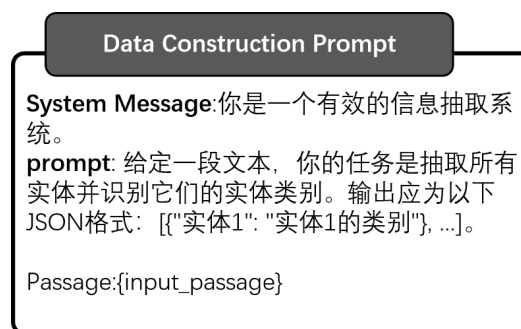 Data Construction Prompt
System Message:你是一个有效的信息抽取系
统。
prompt: 给定一段文本，你的任务是抽取所有
实体并识别它们的实体类别。输出应为以下
JSON格式：[{"实体1": "实体1的类别"}, ...]。
Passage:{input_passage}